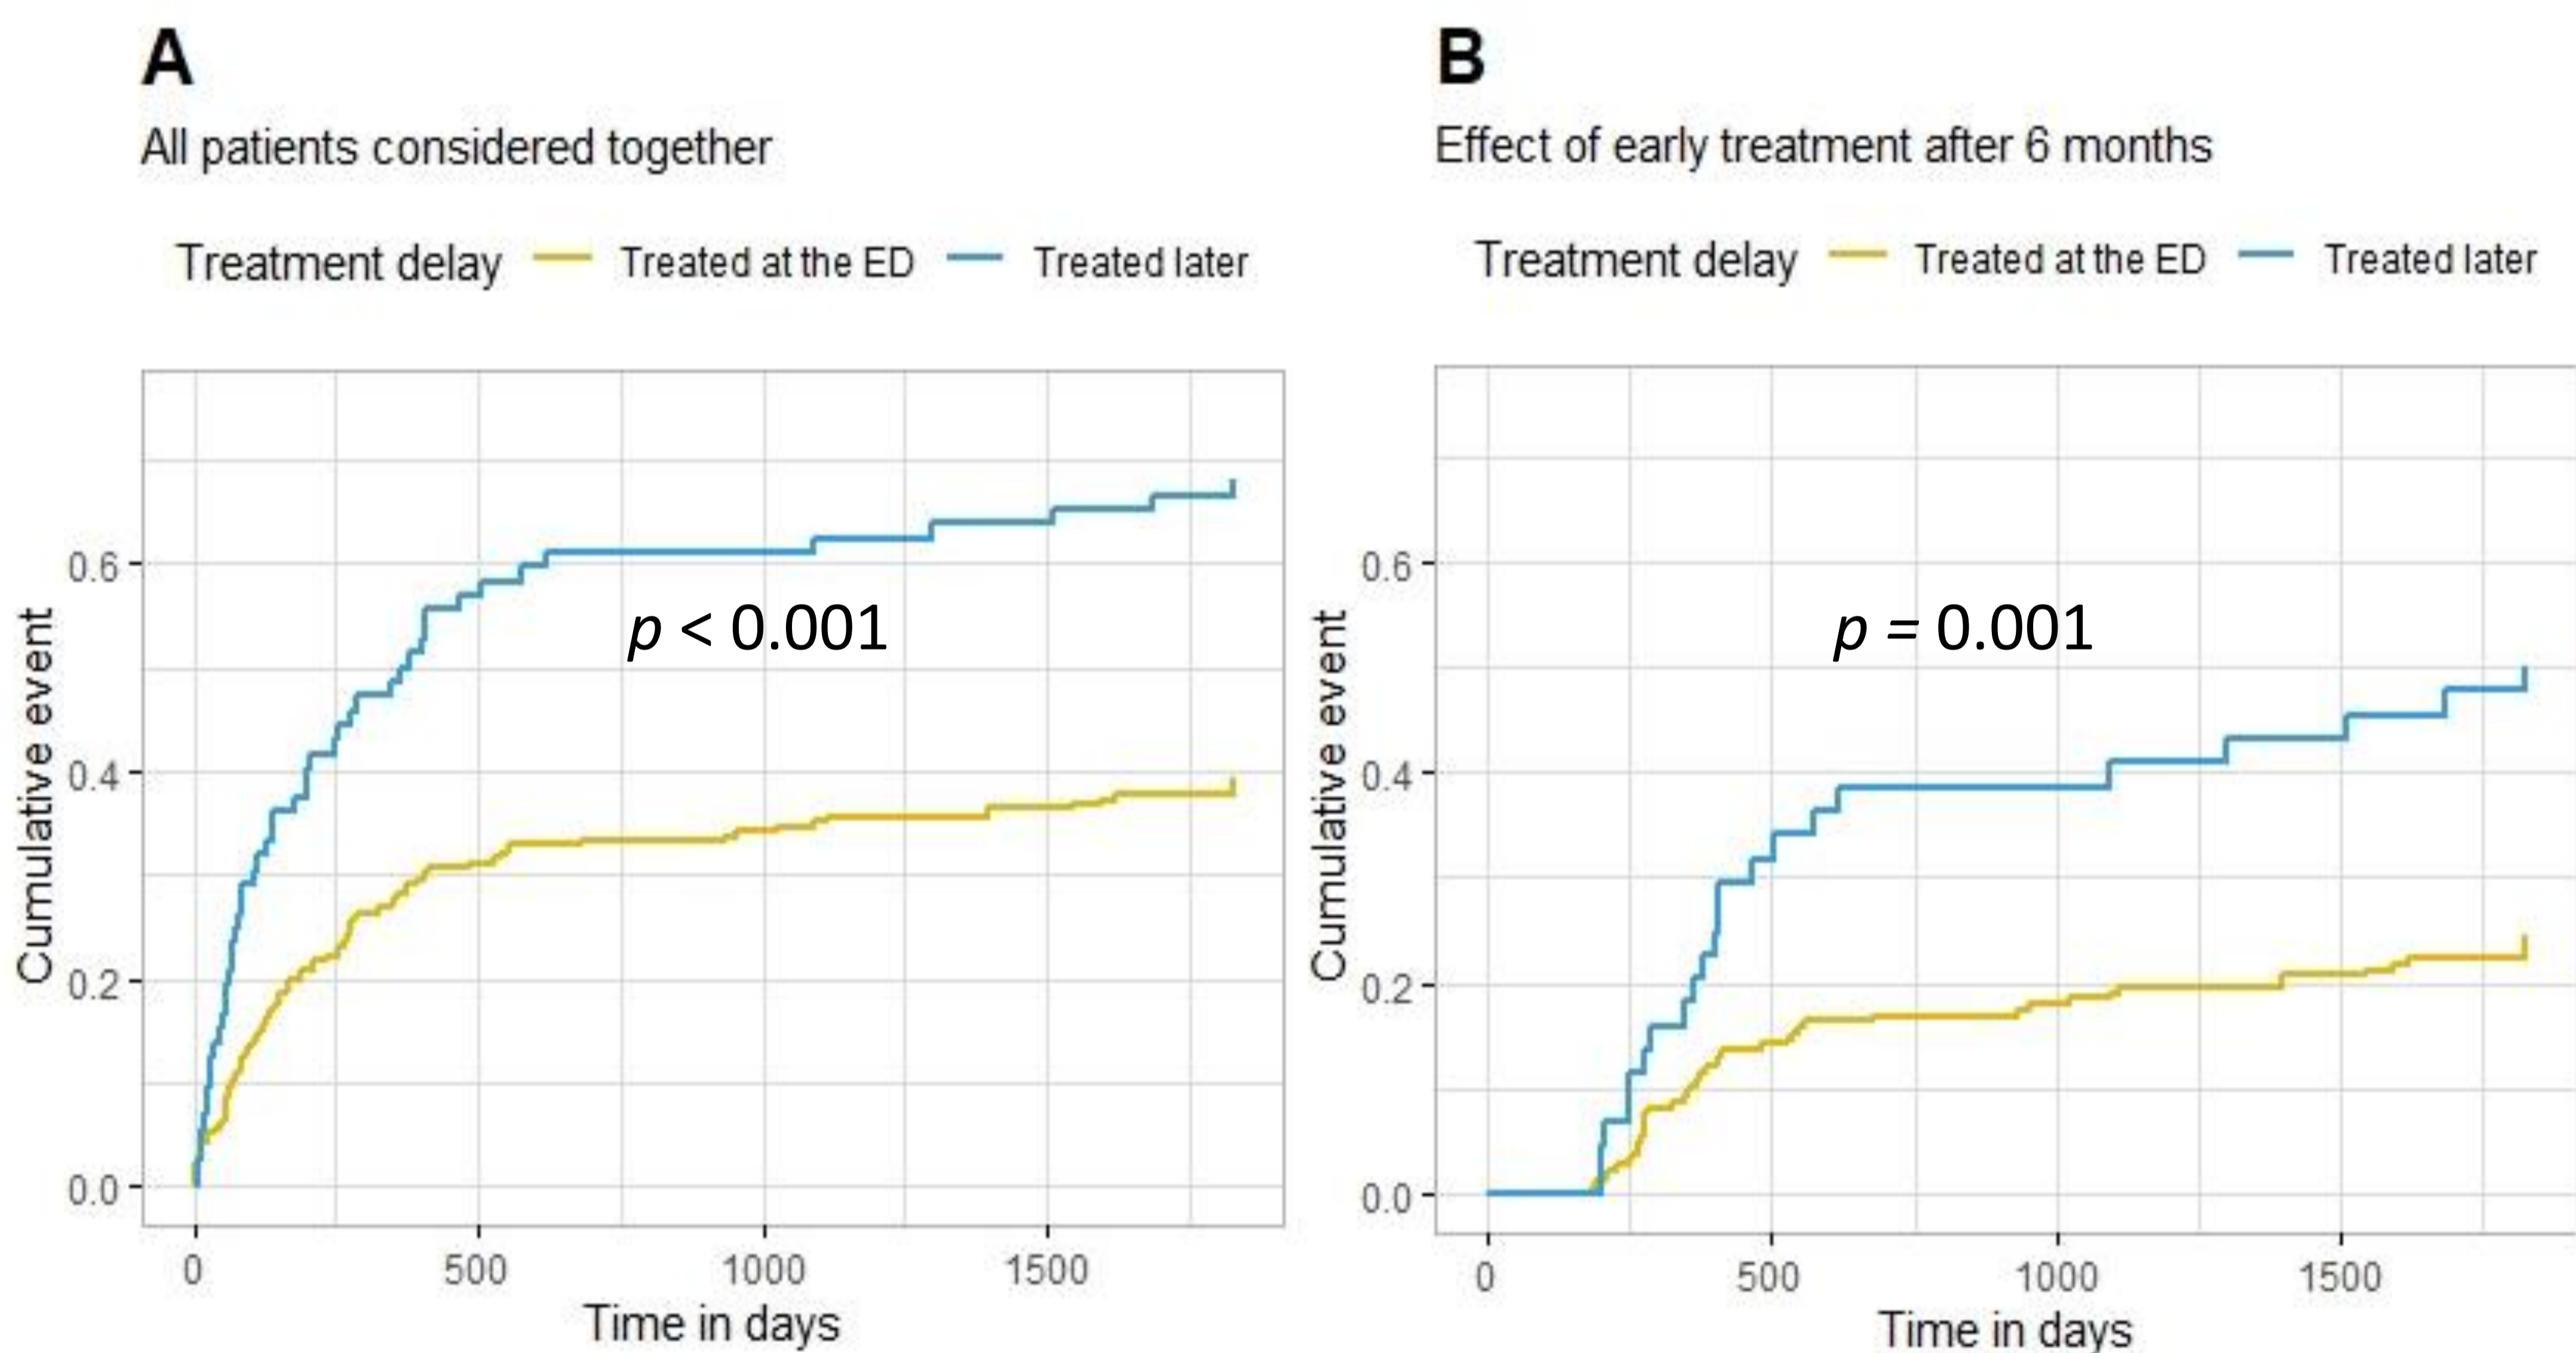 A
All patients considered together
Treatment delay Treated at the ED Treated later
Cumulative event
0.6
0.4
0.2
0.0
p < 0.001
0 500 1000 1500
Time in days
B
Effect of early treatment after 6 months
Treatment delay Treated at the ED Treated later
Cumulative event
0.6
0.4
0.2
0.0
p = 0.001
0 500 1000 1500
Time in days